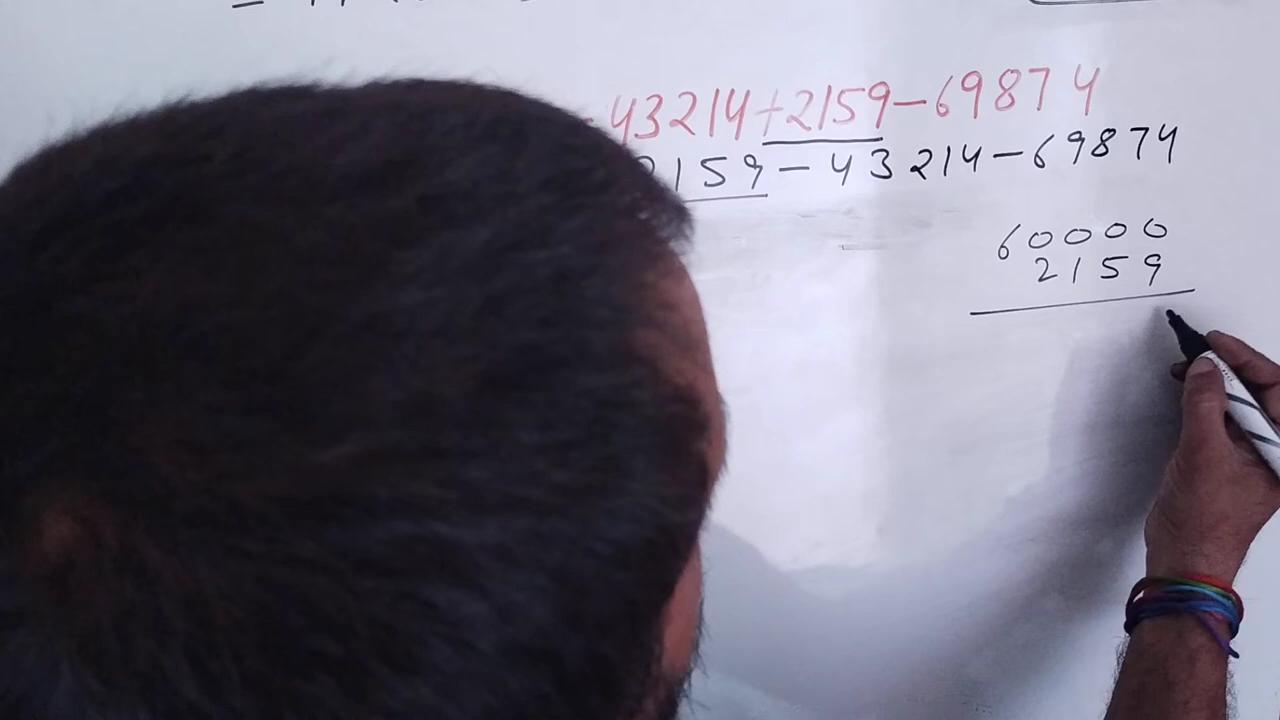 - 43214 + 2159 - 69874
2159 - 43214 - 69874
60000
2159